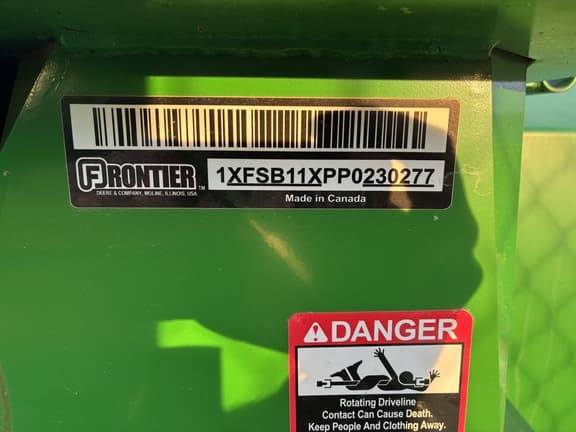 FRONTIER™
DEERE & COMPANY, MOLINE, ILLINOIS, USA
1XFSB11XPP0230277
Made in Canada
DANGER
Rotating Driveline
Contact Can Cause Death.
Keep People And Clothing Away.